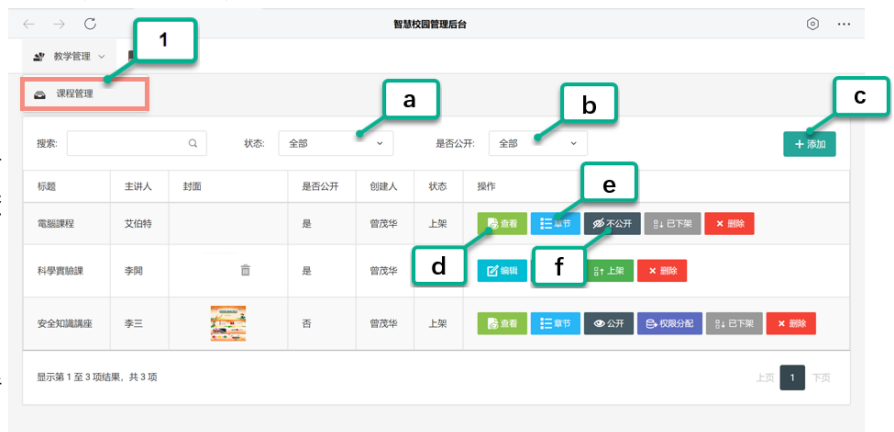 智慧校园管理后台
1
教学管理
课程管理
a
b
c
搜索:
状态: 全部
是否公开: 全部
+ 添加
标题 主讲人 封面 是否公开 创建人 状态 操作
e
電腦課程 艾伯特 是 曾茂华 上架 查看 章节 不公开 已下架 × 删除
d
f
科學實驗課 李開 是 曾茂华 编辑 上架 × 删除
安全知識講座 李三 否 曾茂华 上架 查看 章节 公开 权限分配 已下架 × 删除
显示第 1 至 3 项结果，共 3 项
上页 1 下页